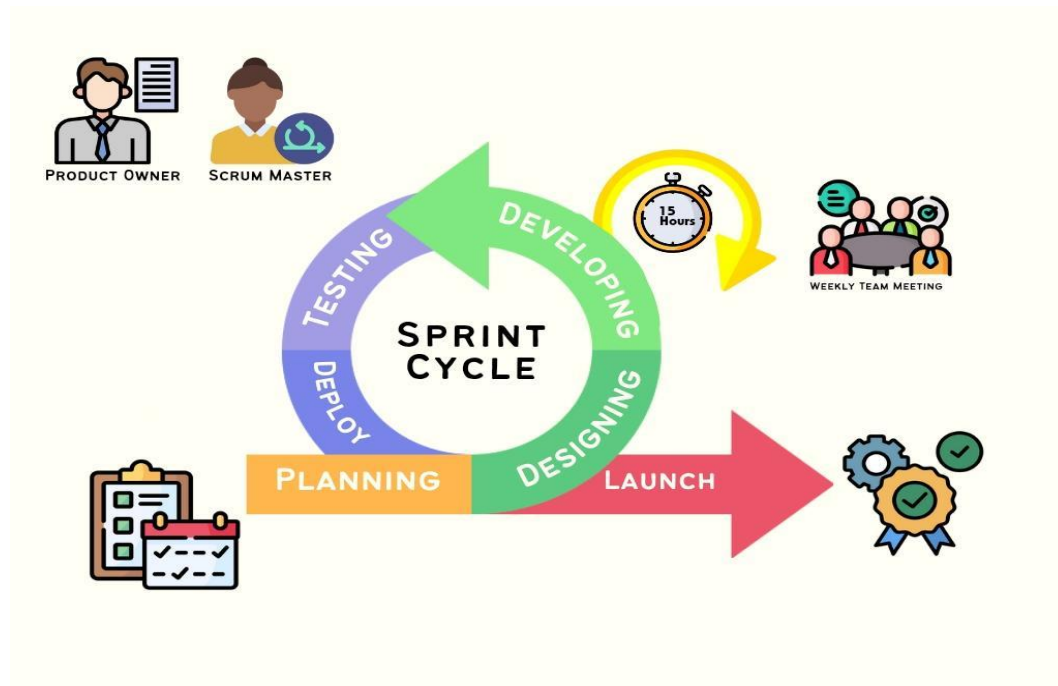 PRODUCT OWNER
SCRUM MASTER
15
Hours
WEEKLY TEAM MEETING
DEVELOPING
TESTING
SPRINT
CYCLE
DEPLOY
DESIGNING
PLANNING
LAUNCH